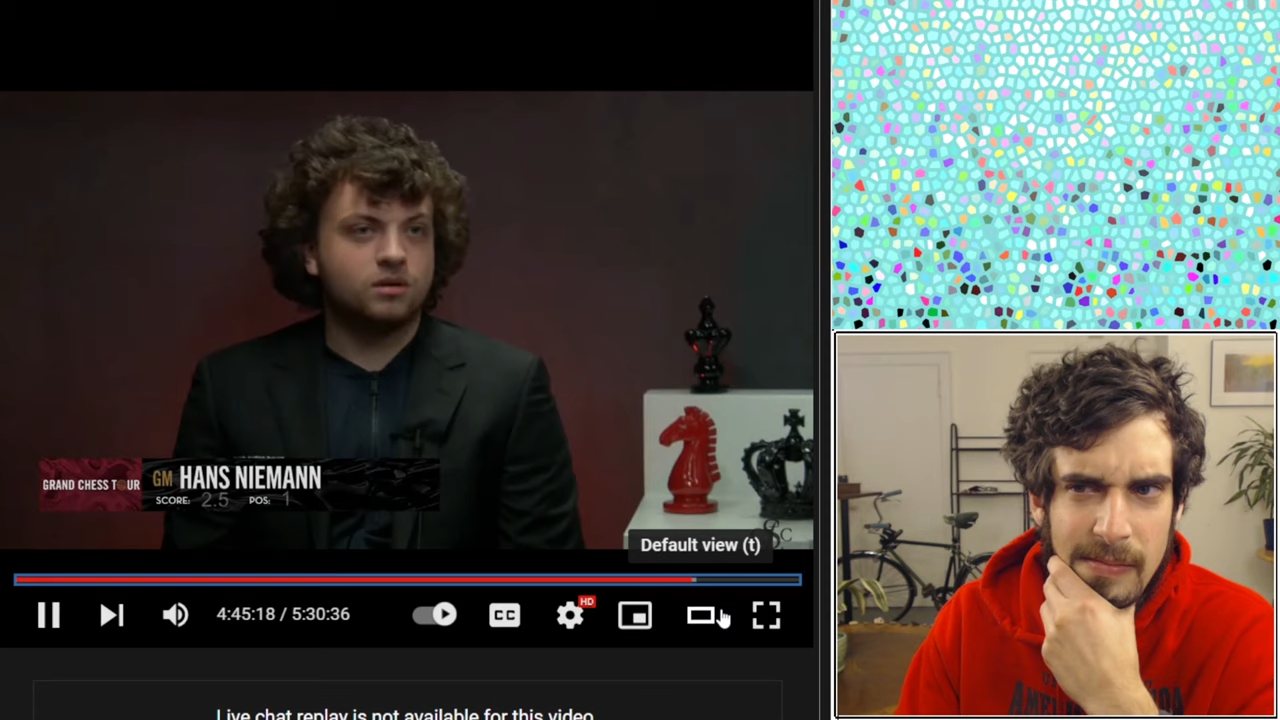 GRAND CHESS TOUR
GM HANS NIEMANN
SCORE: 2.5 POS: 1
Default view (t)
HD
CC
4:45:18 / 5:30:36
Live chat replay is not available for this video